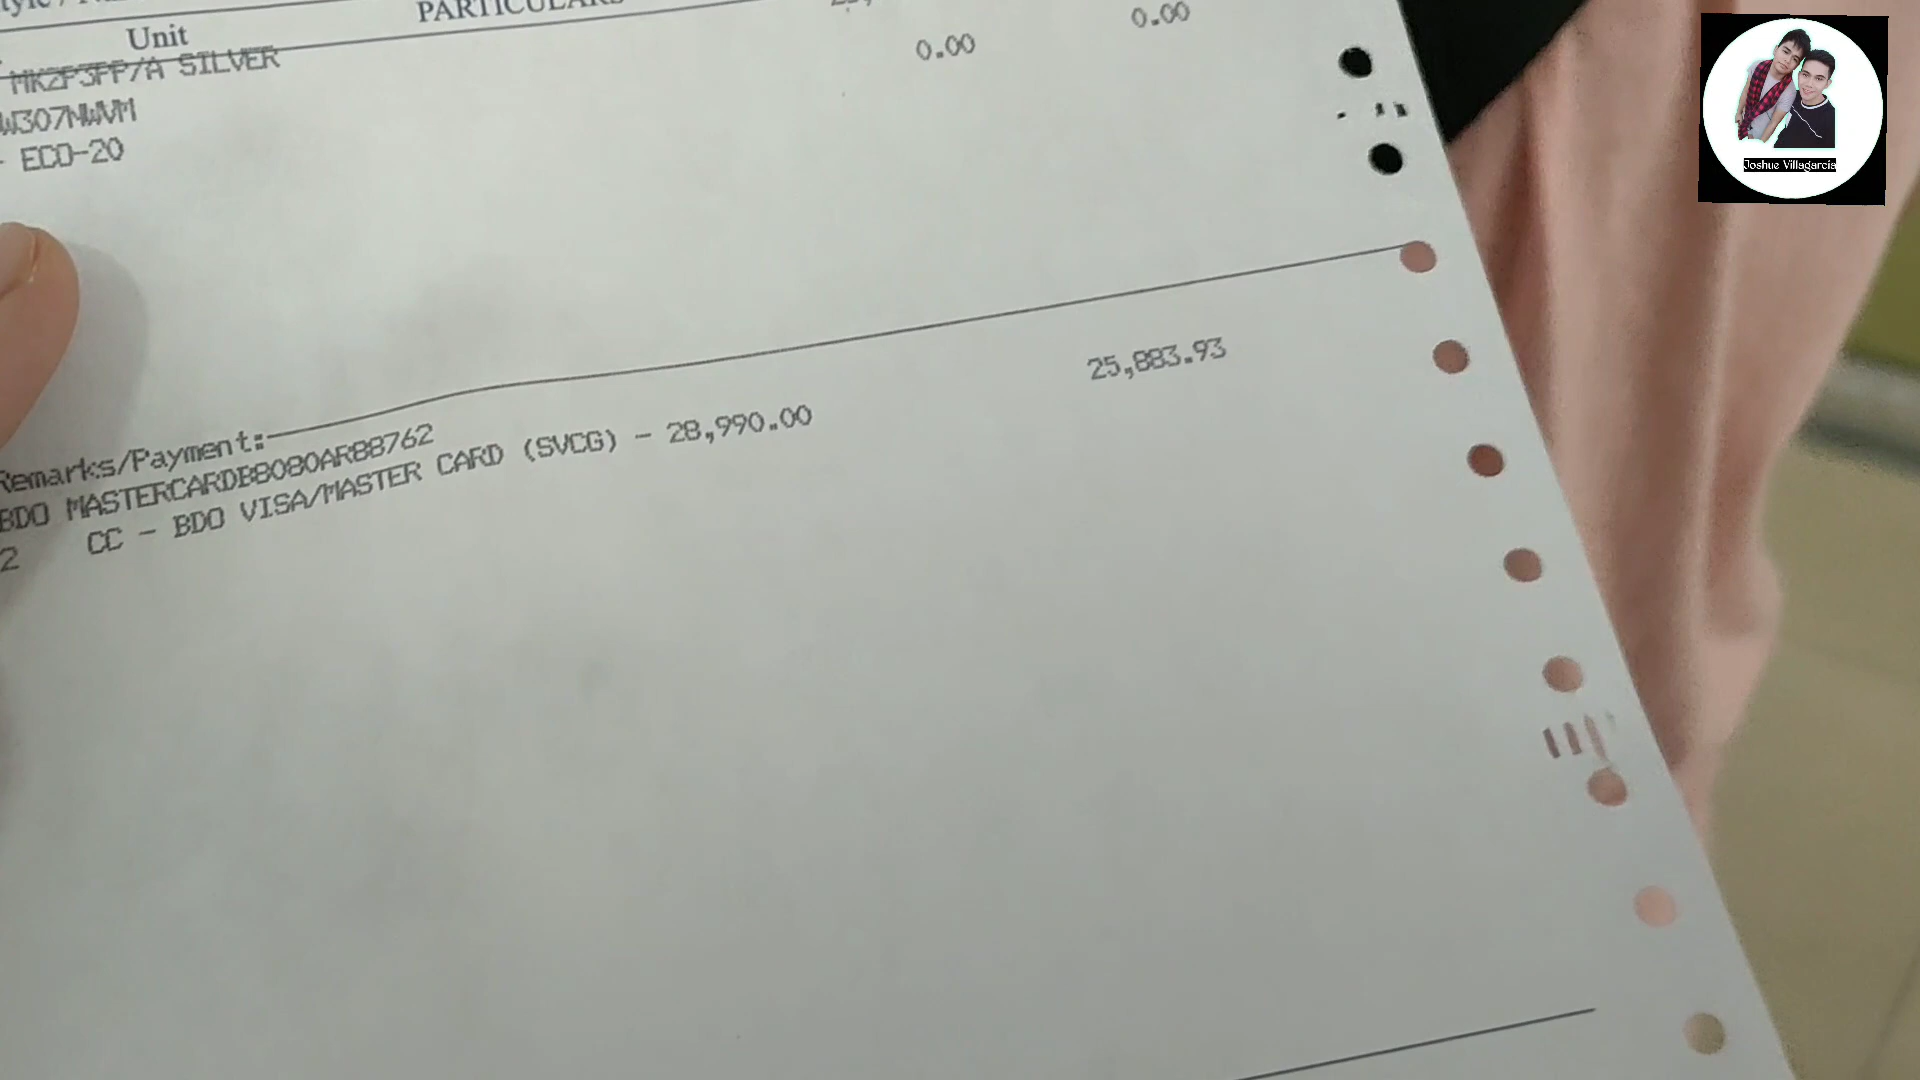 PARTICULARS
Unit
MK2P3PP/A SILVER
0.00
0.00
W307NWVM
- ECO-20
25,883.93
Remarks/Payment:
BDO MASTERCARDB8080AR88762
2 CC - BDO VISA/MASTER CARD (SVCG) - 28,990.00
Joshue Villagarcia